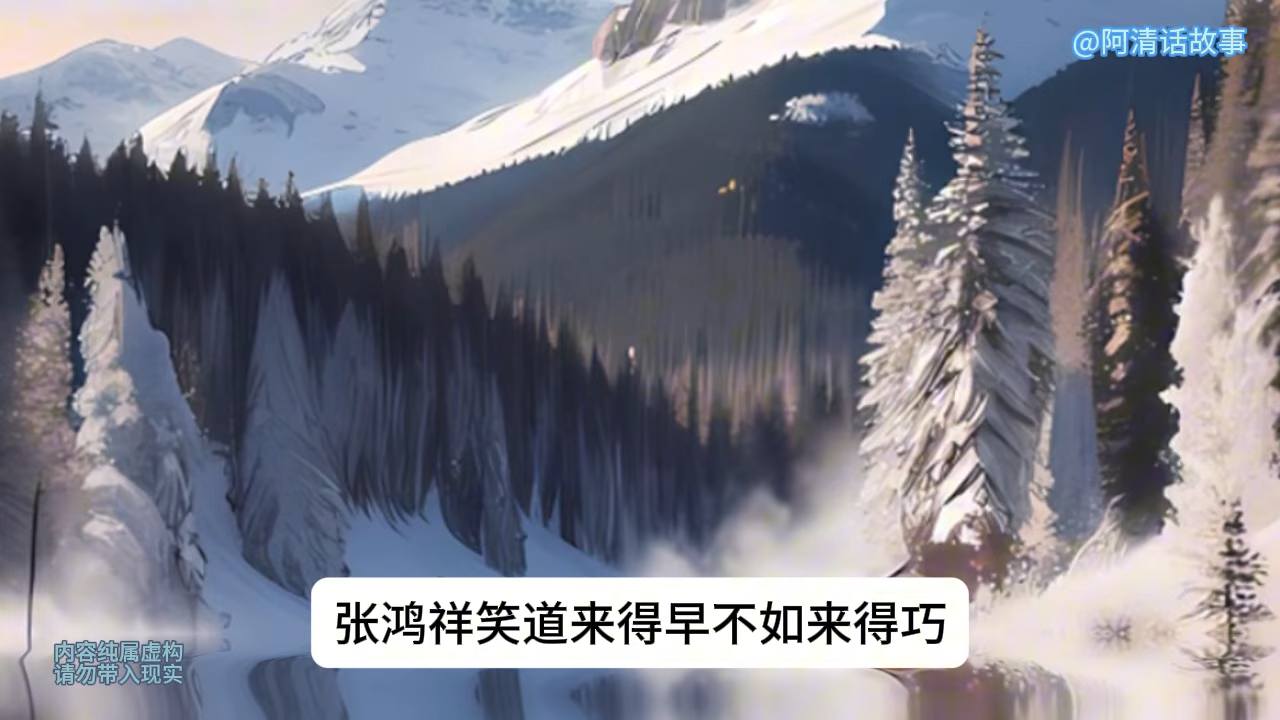 @阿清话故事
张鸿祥笑道来得早不如来得巧
内容纯属虚构
请勿带入现实